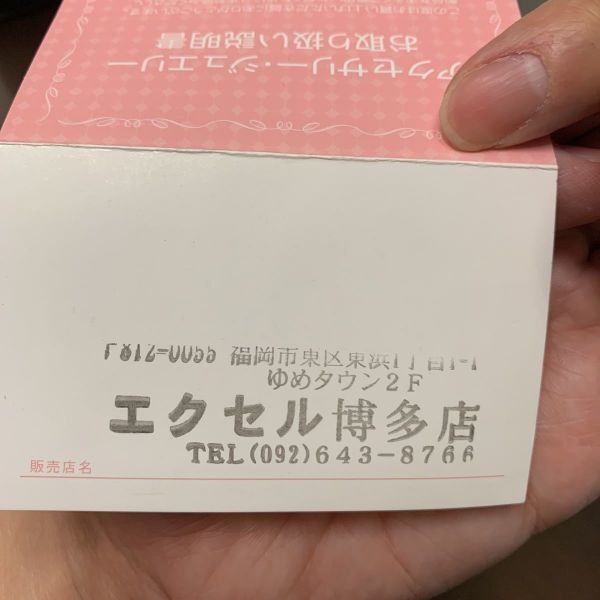 アクセサリー・ジュエリー
お取り扱い説明書
〒812-0055 福岡市東区東浜1丁目1-1
ゆめタウン2F
エクセル博多店
TEL(092)643-8766
販売店名